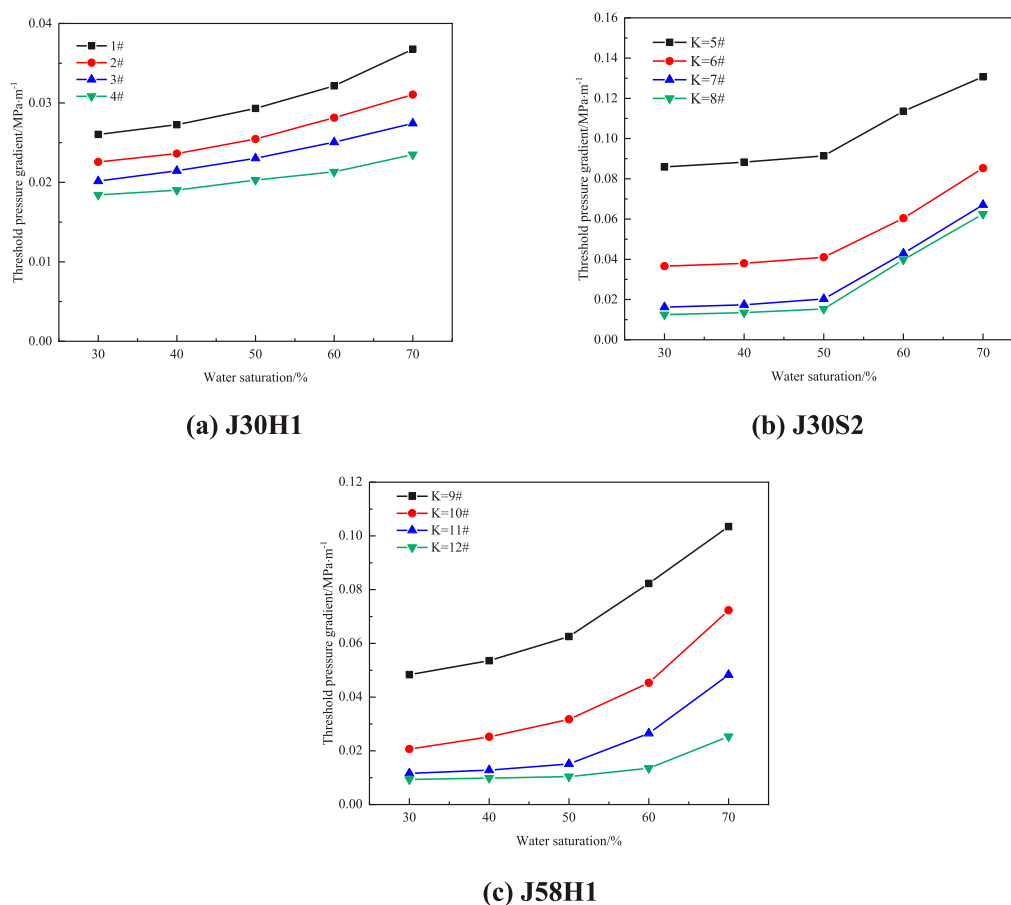 0.04
0.03
0.02
0.01
0.00
Threshold pressure gradient/MPa·m⁻¹
1#
2#
3#
4#
30 40 50 60 70
Water saturation/%
(a) J30H1
0.16
0.14
0.12
0.10
0.08
0.06
0.04
0.02
0.00
Threshold pressure gradient/MPa·m⁻¹
K=5#
K=6#
K=7#
K=8#
30 40 50 60 70
Water saturation/%
(b) J30S2
0.12
0.10
0.08
0.06
0.04
0.02
0.00
Threshold pressure gradient/MPa·m⁻¹
K=9#
K=10#
K=11#
K=12#
30 40 50 60 70
Water saturation/%
(c) J58H1